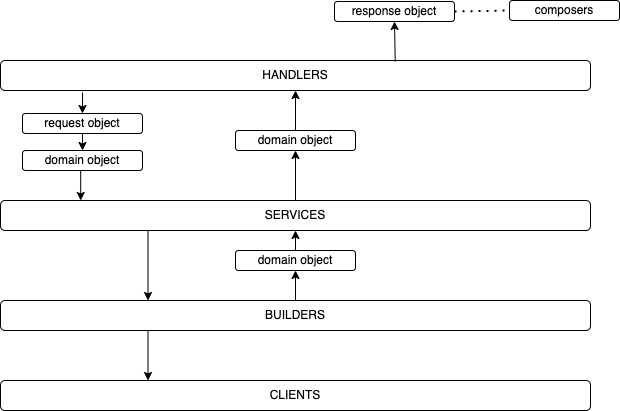 response object
composers
HANDLERS
request object
domain object
domain object
SERVICES
domain object
BUILDERS
CLIENTS